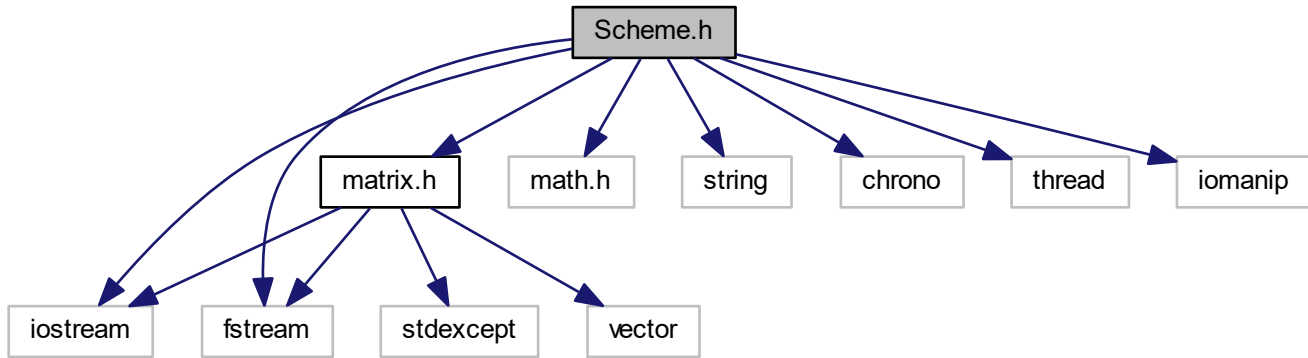 Scheme.h
matrix.h
math.h
string
chrono
thread
iomanip
iostream
fstream
stdexcept
vector